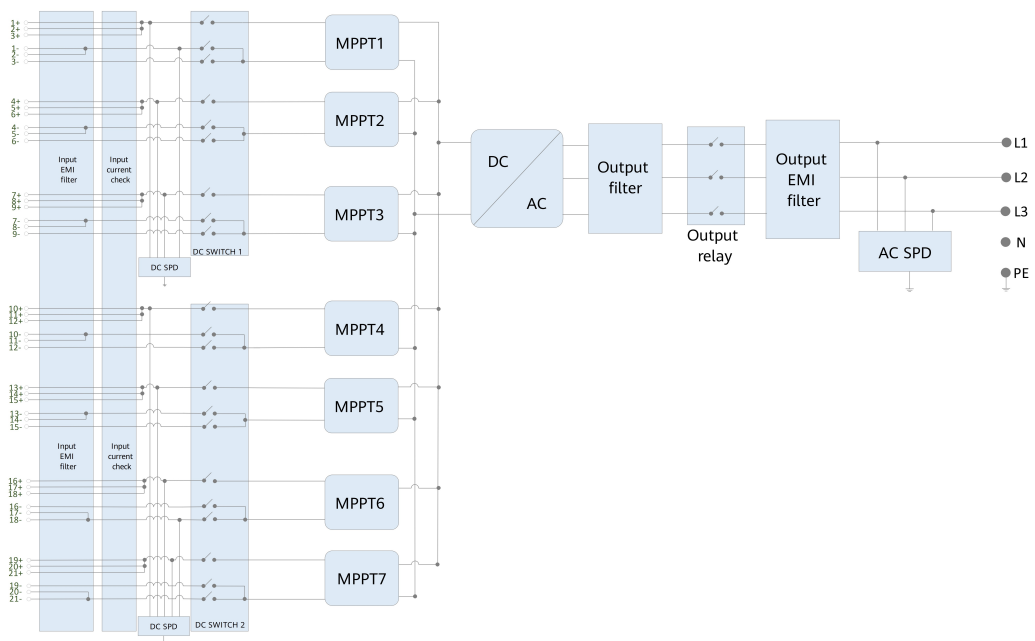 1+
2+
3+
1-
2-
3-
MPPT1
4+
5+
6+
4-
5-
6-
MPPT2
Input
EMI
filter
Input
current
check
7+
8+
9+
7-
8-
9-
MPPT3
DC SWITCH 1
DC SPD
DC
AC
Output
filter
Output
relay
Output
EMI
filter
L1
L2
L3
N
PE
AC SPD
10+
11+
12+
10-
11-
12-
MPPT4
13+
14+
15+
13-
14-
15-
MPPT5
Input
EMI
filter
Input
current
check
16+
17+
18+
16-
17-
18-
MPPT6
19+
20+
21+
19-
20-
21-
MPPT7
DC SPD
DC SWITCH 2